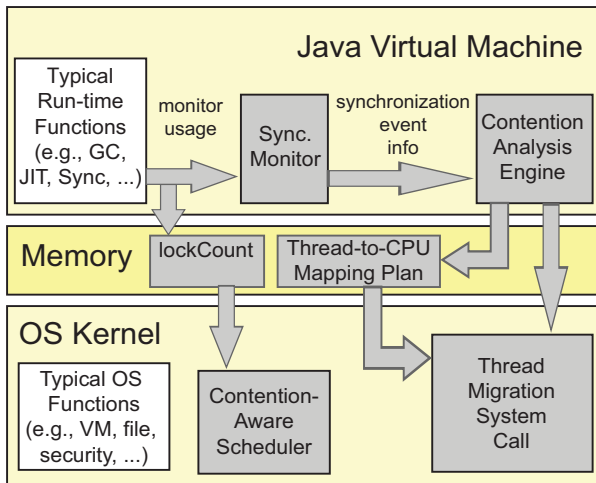 Java Virtual Machine
Typical
Run-time
Functions
(e.g., GC,
JIT, Sync, ...)
monitor
usage
Sync.
Monitor
synchronization
event
info
Contention
Analysis
Engine
Memory
lockCount
Thread-to-CPU
Mapping Plan
OS Kernel
Typical OS
Functions
(e.g., VM, file,
security, ...)
Contention-
Aware
Scheduler
Thread
Migration
System
Call